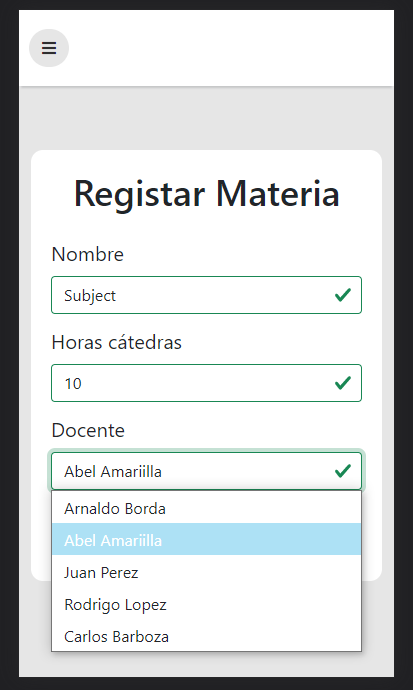 Registar Materia
Nombre
Subject
Horas cátedras
10
Docente
Abel Amariilla
Arnaldo Borda
Abel Amariilla
Juan Perez
Rodrigo Lopez
Carlos Barboza